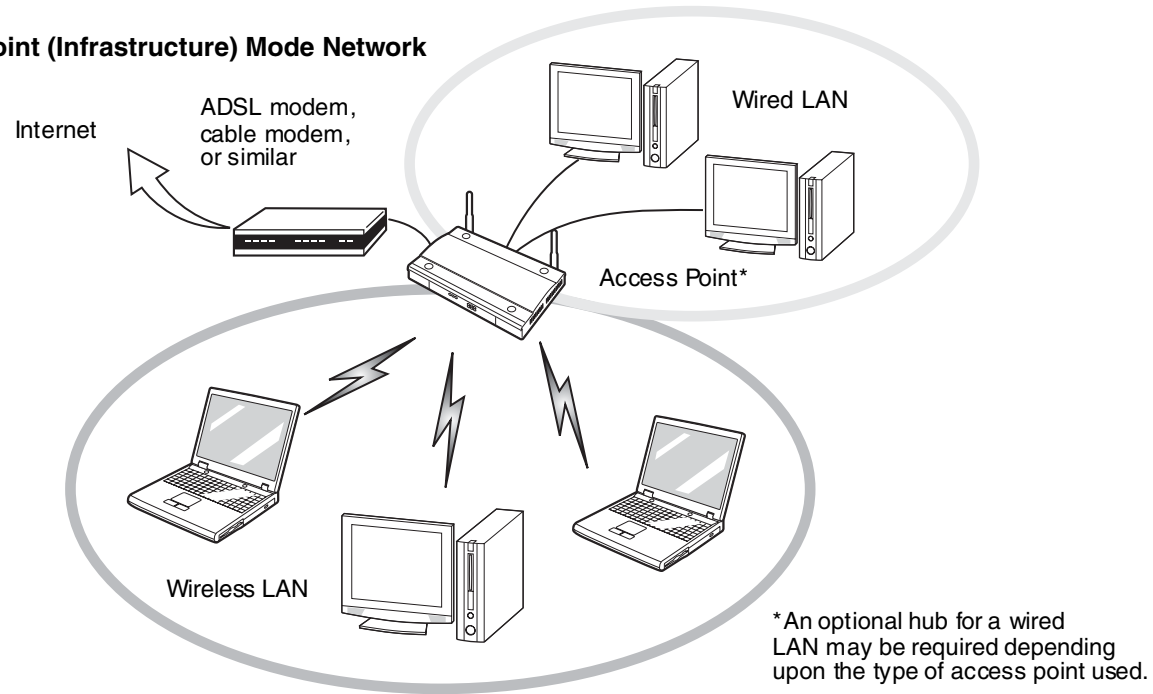 oint (Infrastructure) Mode Network
Internet
ADSL modem,
cable modem,
or similar
Wired LAN
Access Point*
Wireless LAN
*An optional hub for a wired
LAN may be required depending
upon the type of access point used.